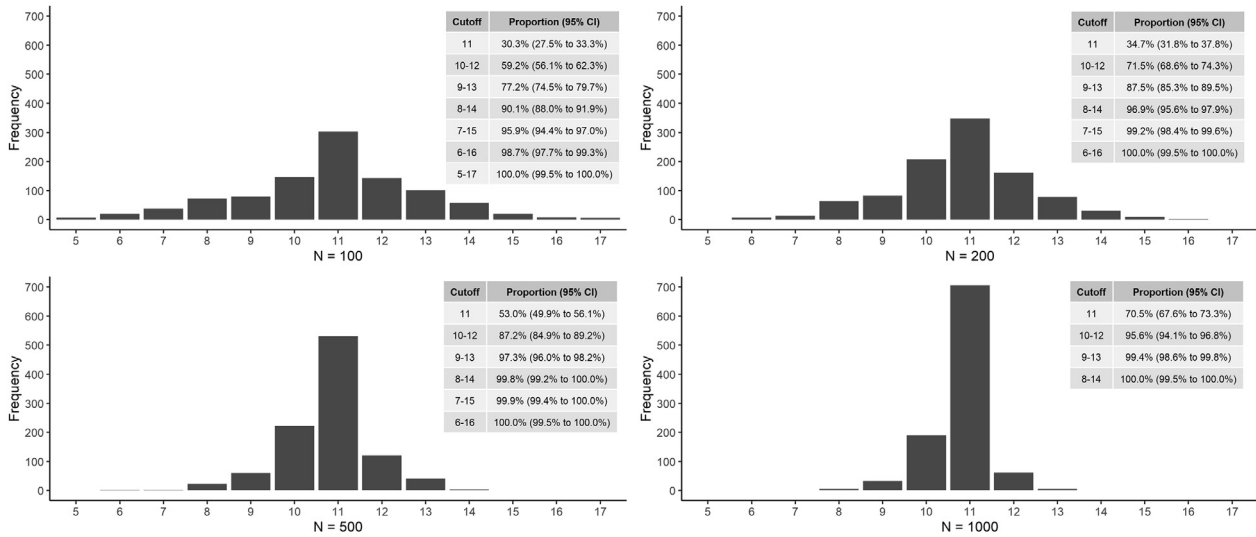 700
600
500
400
300
200
100
0
Frequency
5 6 7 8 9 10 11 12 13 14 15 16 17
N = 100
Cutoff Proportion (95% CI)
11 30.3% (27.5% to 33.3%)
10-12 59.2% (56.1% to 62.3%)
9-13 77.2% (74.5% to 79.7%)
8-14 90.1% (88.0% to 91.9%)
7-15 95.9% (94.4% to 97.0%)
6-16 98.7% (97.7% to 99.3%)
5-17 100.0% (99.5% to 100.0%)
700
600
500
400
300
200
100
0
Frequency
5 6 7 8 9 10 11 12 13 14 15 16 17
N = 200
Cutoff Proportion (95% CI)
11 34.7% (31.8% to 37.8%)
10-12 71.5% (68.6% to 74.3%)
9-13 87.5% (85.3% to 89.5%)
8-14 96.9% (95.6% to 97.9%)
7-15 99.2% (98.4% to 99.6%)
6-16 100.0% (99.5% to 100.0%)
700
600
500
400
300
200
100
0
Frequency
5 6 7 8 9 10 11 12 13 14 15 16 17
N = 500
Cutoff Proportion (95% CI)
11 53.0% (49.9% to 56.1%)
10-12 87.2% (84.9% to 89.2%)
9-13 97.3% (96.0% to 98.2%)
8-14 99.8% (99.2% to 100.0%)
7-15 99.9% (99.4% to 100.0%)
6-16 100.0% (99.5% to 100.0%)
700
600
500
400
300
200
100
0
Frequency
5 6 7 8 9 10 11 12 13 14 15 16 17
N = 1000
Cutoff Proportion (95% CI)
11 70.5% (67.6% to 73.3%)
10-12 95.6% (94.1% to 96.8%)
9-13 99.4% (98.6% to 99.8%)
8-14 100.0% (99.5% to 100.0%)